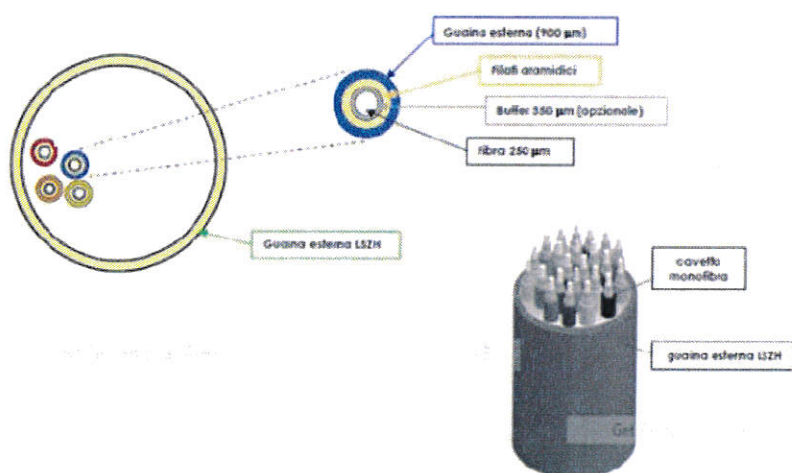 Guaina esterna (900 µm)
Filati aramidici
Buffer 350 µm (opzionale)
Fibra 250 µm
Guaina esterna LSZH
cavetto
monofibra
guaina esterna LSZH